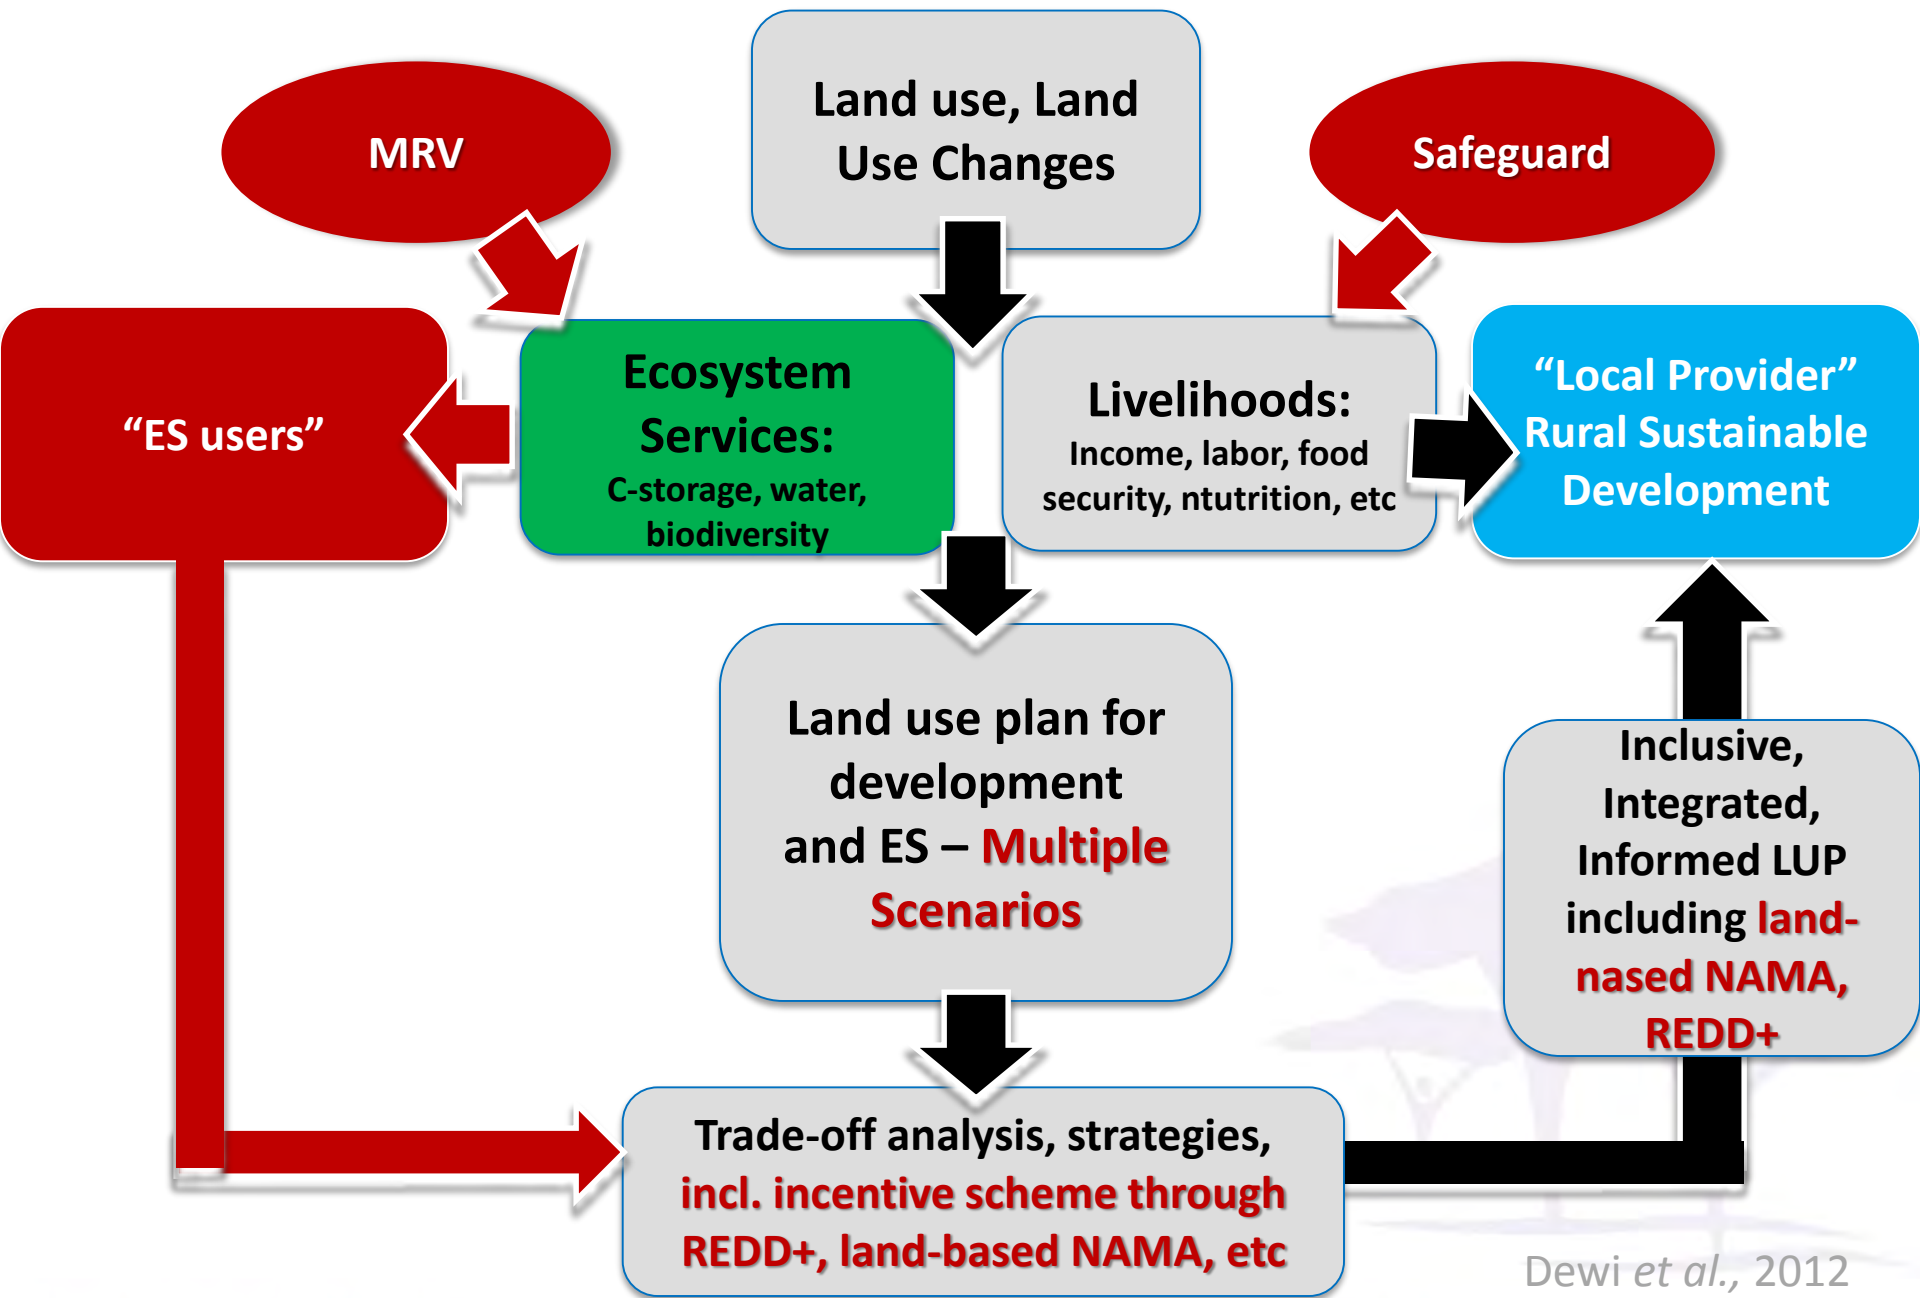 Land use, Land
Use Changes
MRV
Safeguard
“ES users”
Ecosystem
Services:
C-storage, water,
biodiversity
Livelihoods:
Income, labor, food
security, ntutrition, etc
“Local Provider”
Rural Sustainable
Development
Land use plan for
development
and ES – Multiple
Scenarios
Inclusive,
Integrated,
Informed LUP
including land-
nased NAMA,
REDD+
Trade-off analysis, strategies,
incl. incentive scheme through
REDD+, land-based NAMA, etc
Dewi et al., 2012